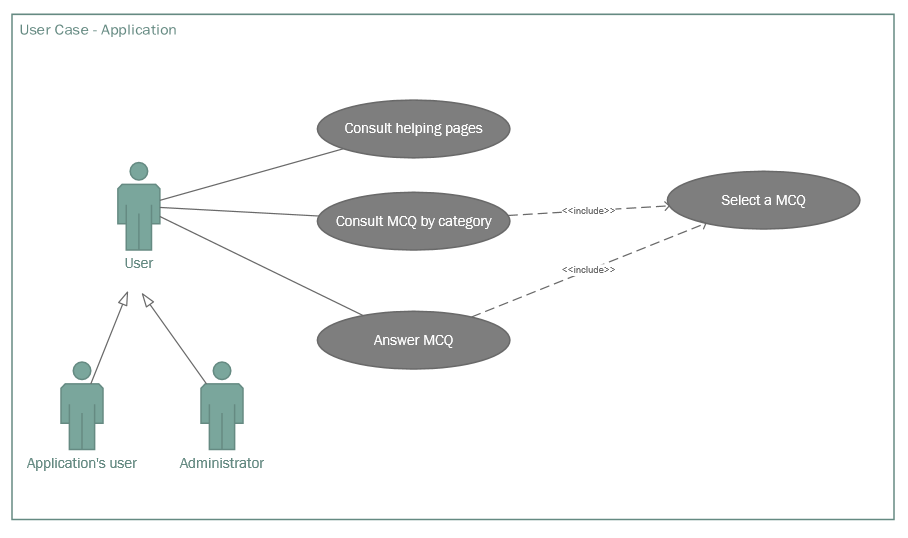 User Case - Application
Consult helping pages
Select a MCQ
<<include>>
Consult MCQ by category
User
<<include>>
Answer MCQ
Application's user
Administrator